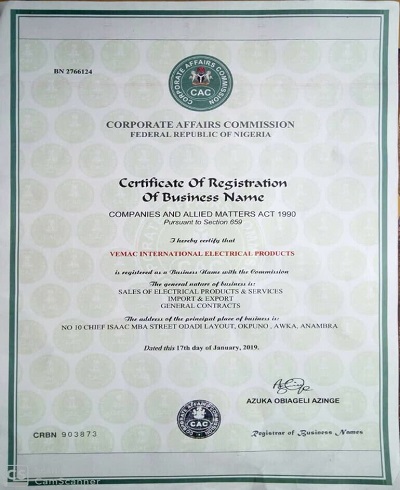 BN 2766124
CORPORATE AFFAIRS COMMISSION
CAC
CORPORATE AFFAIRS COMMISSION
FEDERAL REPUBLIC OF NIGERIA
Certificate Of Registration
Of Business Name
COMPANIES AND ALLIED MATTERS ACT 1990
Pursuant to Section 659
I hereby certify that
VEMAC INTERNATIONAL ELECTRICAL PRODUCTS
is registered as a Business Name with the Commission
The general nature of business is:
SALES OF ELECTRICAL PRODUCTS & SERVICES
IMPORT & EXPORT
GENERAL CONTRACTS
The address of the principal place of business is:
NO 10 CHIEF ISAAC MBA STREET ODADI LAYOUT, OKPUNO , AWKA, ANAMBRA
Dated this 17th day of January, 2019.
AZUKA OBIAGELI AZINGE
CAC
CRBN 903873
Registrar of Business Names
CS CamScanner